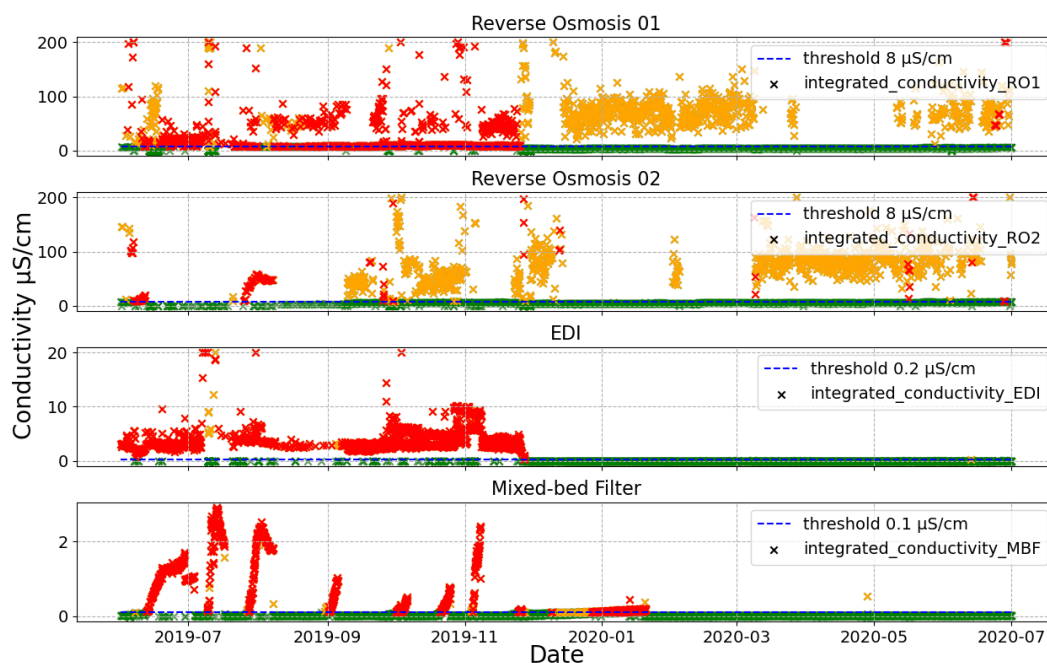 Reverse Osmosis 01
200
100
0
threshold 8 µS/cm
integrated_conductivity_RO1
Reverse Osmosis 02
200
100
0
threshold 8 µS/cm
integrated_conductivity_RO2
EDI
20
10
0
threshold 0.2 µS/cm
integrated_conductivity_EDI
Mixed-bed Filter
2
0
threshold 0.1 µS/cm
integrated_conductivity_MBF
Conductivity µS/cm
2019-07
2019-09
2019-11
2020-01
2020-03
2020-05
2020-07
Date